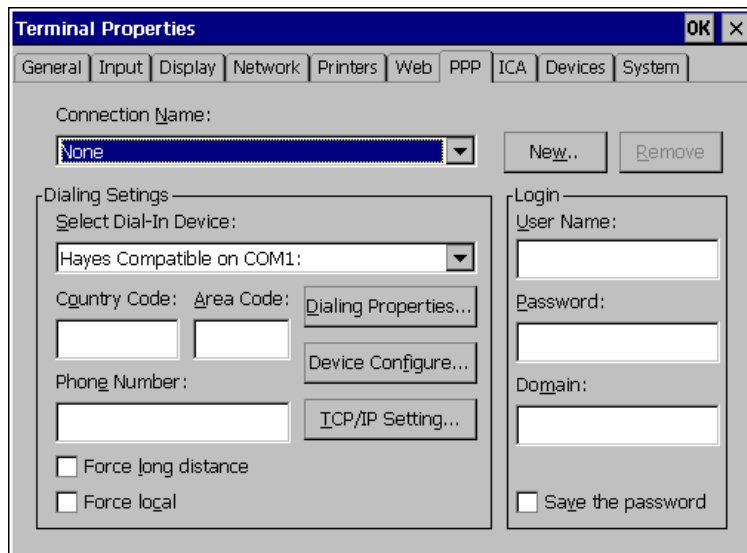 Terminal Properties OK ×
General Input Display Network Printers Web PPP ICA Devices System
Connection Name:
None New.. Remove
Dialing Setings
Select Dial-In Device:
Hayes Compatible on COM1:
Country Code: Area Code: Dialing Properties...
Device Configure...
Phone Number:
TCP/IP Setting...
Force long distance
Force local
Login
User Name:
Password:
Domain:
Save the password